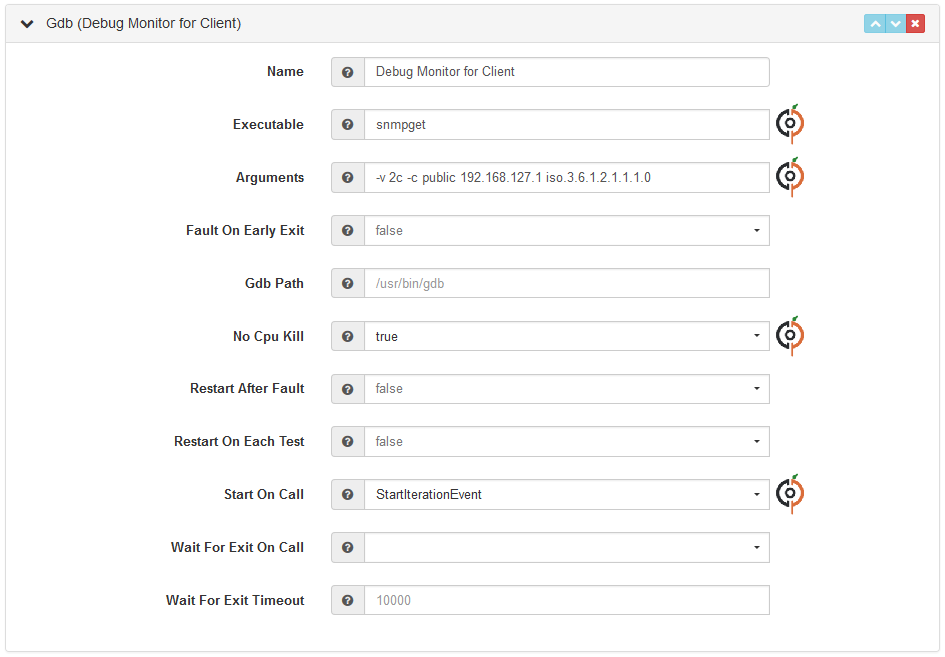 Gdb (Debug Monitor for Client)
Name
Debug Monitor for Client
Executable
snmpget
Arguments
-v 2c -c public 192.168.127.1 iso.3.6.1.2.1.1.1.0
Fault On Early Exit
false
Gdb Path
/usr/bin/gdb
No Cpu Kill
true
Restart After Fault
false
Restart On Each Test
false
Start On Call
StartIterationEvent
Wait For Exit On Call
Wait For Exit Timeout
10000